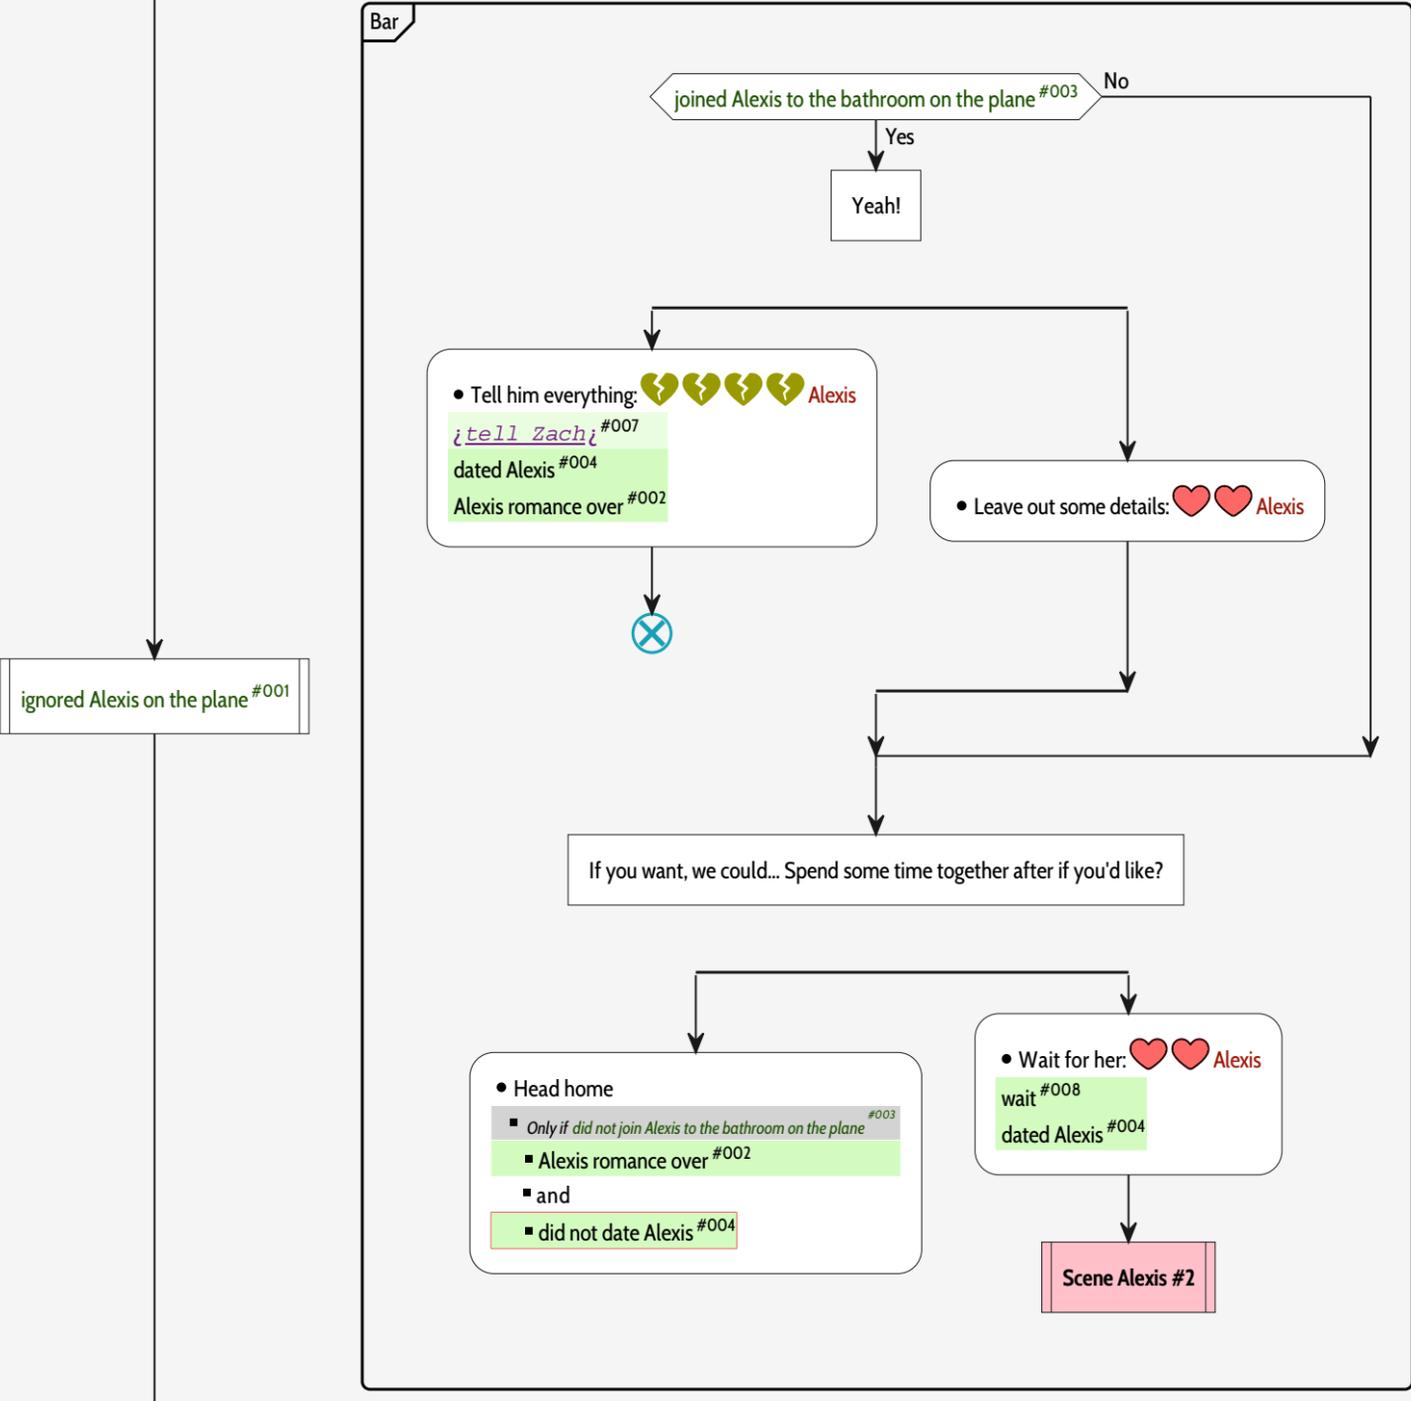 Bar
joined Alexis to the bathroom on the plane #003
No
Yes
Yeah!
• Tell him everything: Alexis
¿tell Zach¿ #007
dated Alexis #004
Alexis romance over #002
• Leave out some details: Alexis
ignored Alexis on the plane #001
If you want, we could... Spend some time together after if you'd like?
• Head home
▪ Only if did not join Alexis to the bathroom on the plane #003
▪ Alexis romance over #002
▪ and
▪ did not date Alexis #004
• Wait for her: Alexis
wait #008
dated Alexis #004
Scene Alexis #2